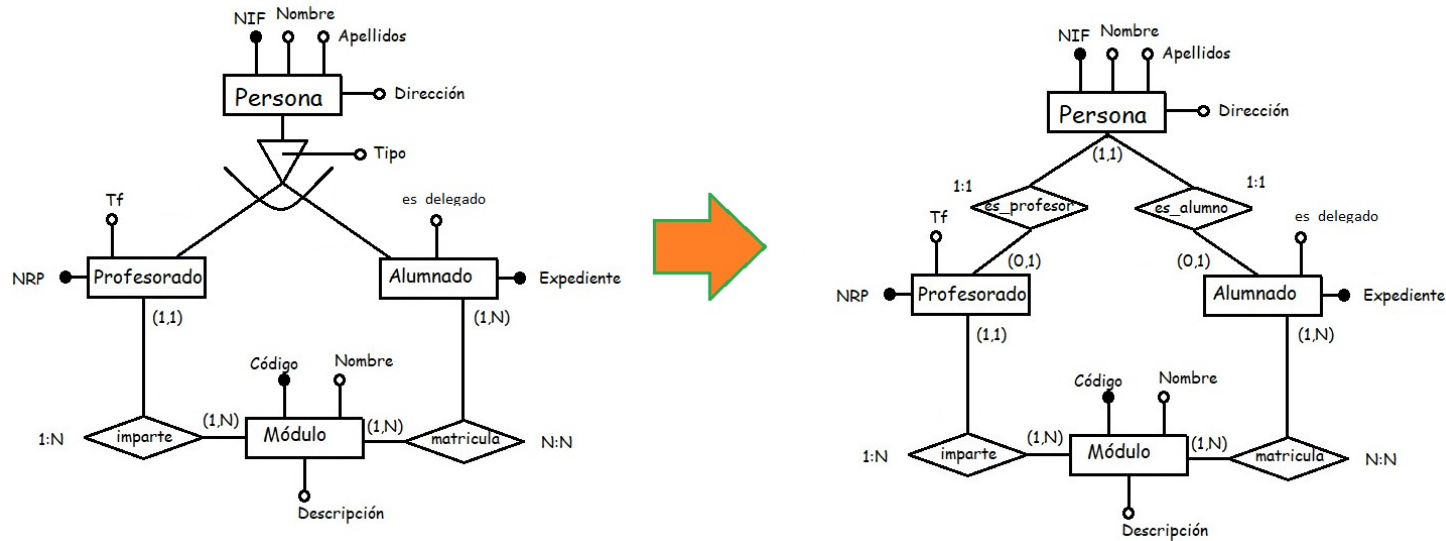 NIF
Nombre
Apellidos
Persona
Dirección
Tipo
Tf
es delegado
NRP
Profesorado
Alumnado
Expediente
(1,1)
(1,N)
Código
Nombre
1:N
imparte
(1,N)
Módulo
(1,N)
matricula
N:N
Descripción
NIF
Nombre
Apellidos
Persona
Dirección
(1,1)
1:1
es_profesor
es_alumno
1:1
Tf
es delegado
(0,1)
(0,1)
NRP
Profesorado
Alumnado
Expediente
(1,1)
(1,N)
Código
Nombre
1:N
imparte
(1,N)
Módulo
(1,N)
matricula
N:N
Descripción